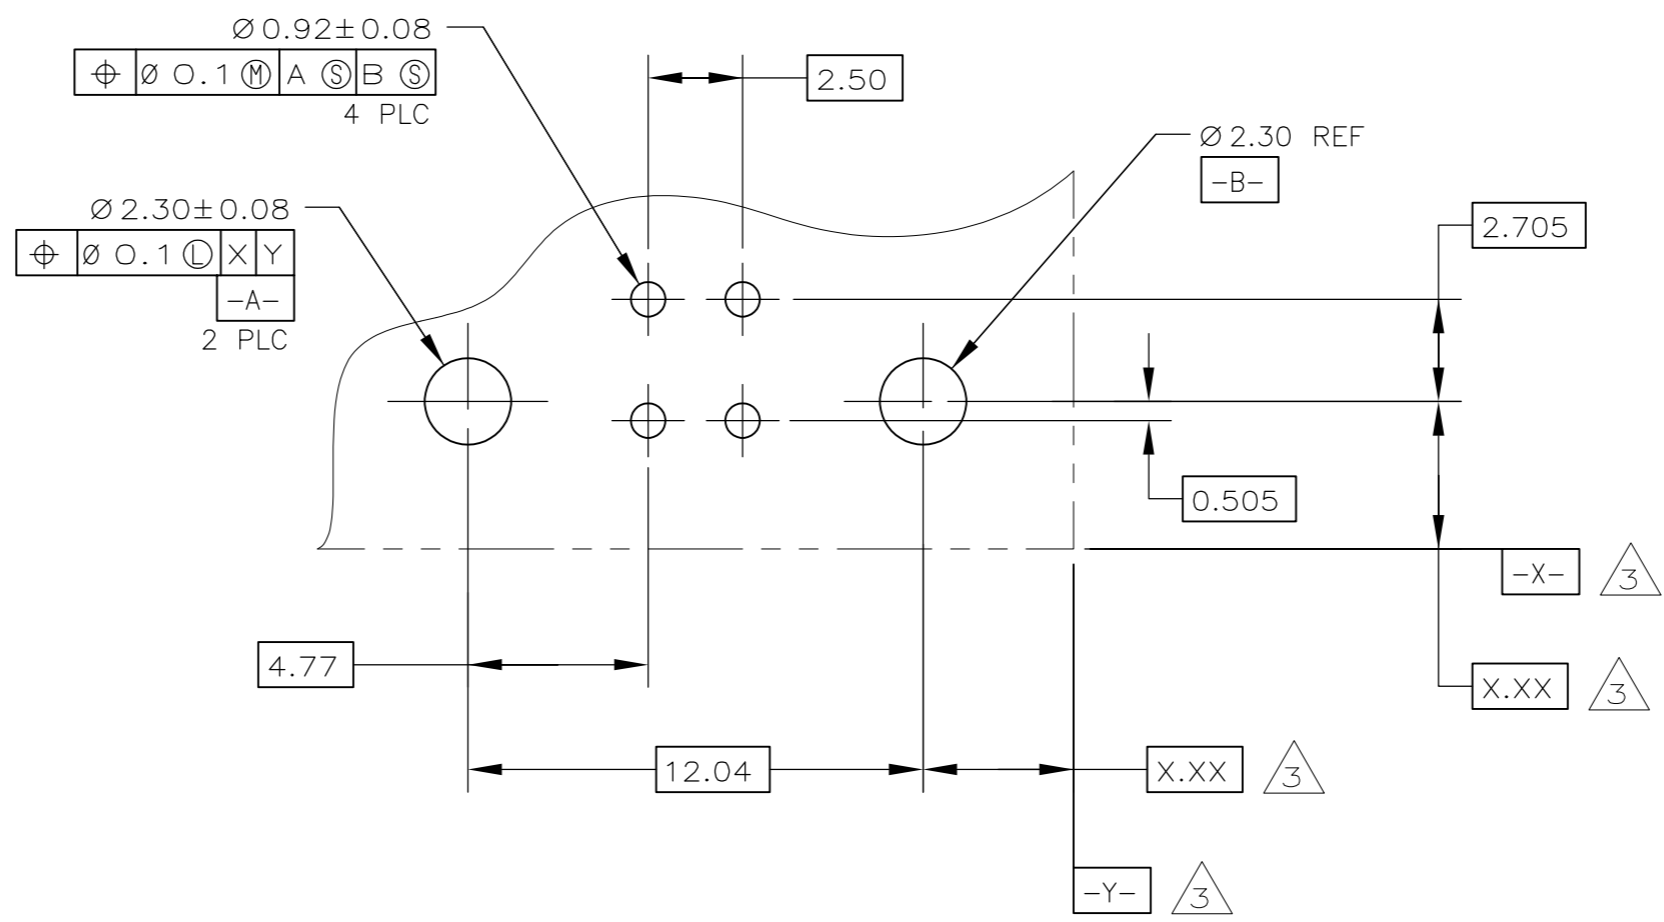 Ø0.92±0.08
⌖ Ø 0.1 Ⓜ A Ⓢ B Ⓢ
4 PLC
2.50
Ø2.30 REF
-B-
Ø2.30±0.08
⌖ Ø 0.1 Ⓛ X Y
-A-
2 PLC
2.705
0.505
-X- 3
4.77
X.XX 3
12.04
X.XX 3
-Y- 3